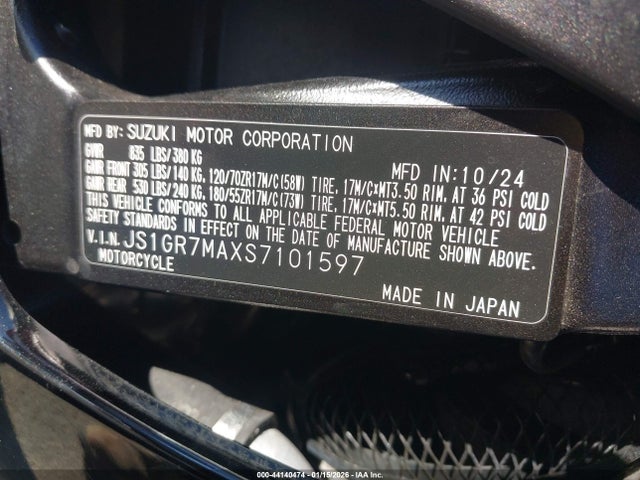 MFD BY: SUZUKI MOTOR CORPORATION
GVWR 835 LBS/380 KG MFD IN: 10/24
GAWR FRONT 305 LBS/140 KG. 120/70ZR17M/C(58W) TIRE, 17M/C×MT3.50 RIM. AT 36 PSI COLD
GAWR REAR 530 LBS/240 KG. 180/55ZR17M/C(73W) TIRE, 17M/C×MT5.50 RIM. AT 42 PSI COLD
THIS VEHICLE CONFORMS TO ALL APPLICABLE FEDERAL MOTOR VEHICLE
SAFETY STANDARDS IN EFFECT ON THE DATE OF MANUFACTURE SHOWN ABOVE.
V.I.N. JS1GR7MAXS7101597
MOTORCYCLE
MADE IN JAPAN
000-44140474 - 01/15/2026 - IAA Inc.